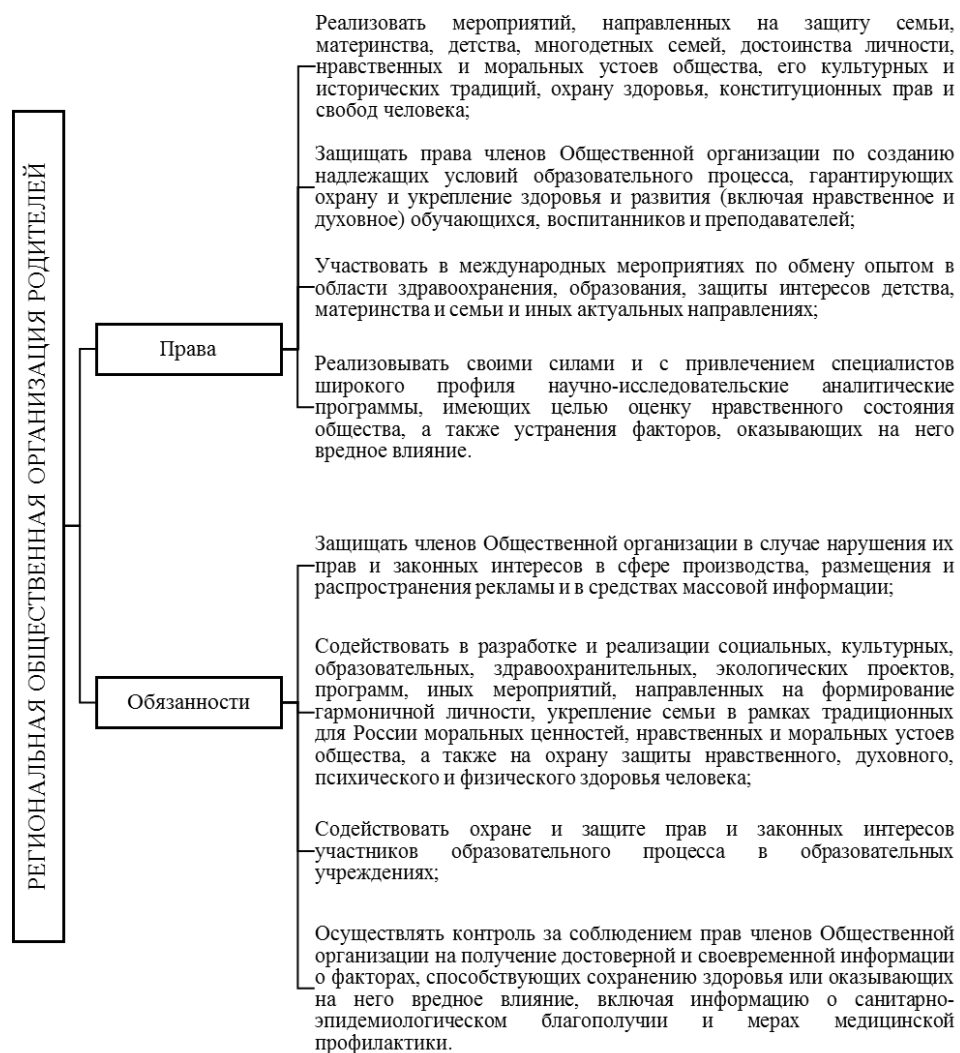 РЕГИОНАЛЬНАЯ ОБЩЕСТВЕННАЯ ОРГАНИЗАЦИЯ РОДИТЕЛЕЙ
Права
Реализовать мероприятий, направленных на защиту семьи,
материнства, детства, многодетных семей, достоинства личности,
нравственных и моральных устоев общества, его культурных и
исторических традиций, охрану здоровья, конституционных прав и
свобод человека;
Защищать права членов Общественной организации по созданию
надлежащих условий образовательного процесса, гарантирующих
охрану и укрепление здоровья и развития (включая нравственное и
духовное) обучающихся, воспитанников и преподавателей;
Участвовать в международных мероприятиях по обмену опытом в
области здравоохранения, образования, защиты интересов детства,
материнства и семьи и иных актуальных направлениях;
Реализовывать своими силами и с привлечением специалистов
широкого профиля научно-исследовательские аналитические
программы, имеющих целью оценку нравственного состояния
общества, а также устранения факторов, оказывающих на него
вредное влияние.
Обязанности
Защищать членов Общественной организации в случае нарушения их
прав и законных интересов в сфере производства, размещения и
распространения рекламы и в средствах массовой информации;
Содействовать в разработке и реализации социальных, культурных,
образовательных, здравоохранительных, экологических проектов,
программ, иных мероприятий, направленных на формирование
гармоничной личности, укрепление семьи в рамках традиционных
для России моральных ценностей, нравственных и моральных устоев
общества, а также на охрану защиты нравственного, духовного,
психического и физического здоровья человека;
Содействовать охране и защите прав и законных интересов
участников образовательного процесса в образовательных
учреждениях;
Осуществлять контроль за соблюдением прав членов Общественной
организации на получение достоверной и своевременной информации
о факторах, способствующих сохранению здоровья или оказывающих
на него вредное влияние, включая информацию о санитарно-
эпидемиологическом благополучии и мерах медицинской
профилактики.